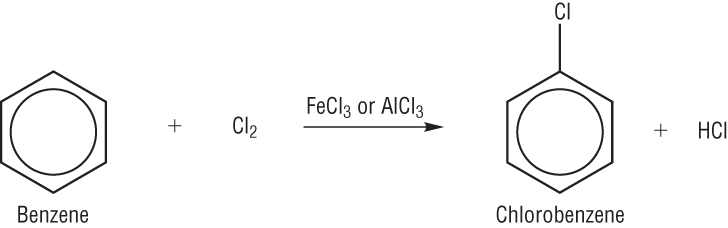 Cl
+ Cl₂ FeCl₃ or AlCl₃ + HCl
Benzene Chlorobenzene